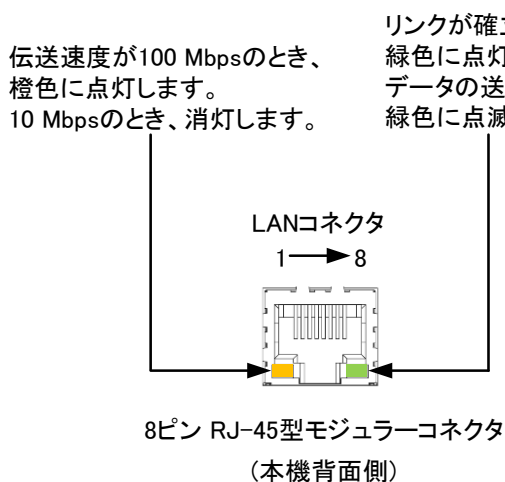 伝送速度が100 Mbpsのとき、
橙色に点灯します。
10 Mbpsのとき、消灯します。
リンクが確
緑色に点灯
データの送
緑色に点滅
LANコネクタ
1 8
8ピン RJ-45型モジュラーコネクタ
(本機背面側)